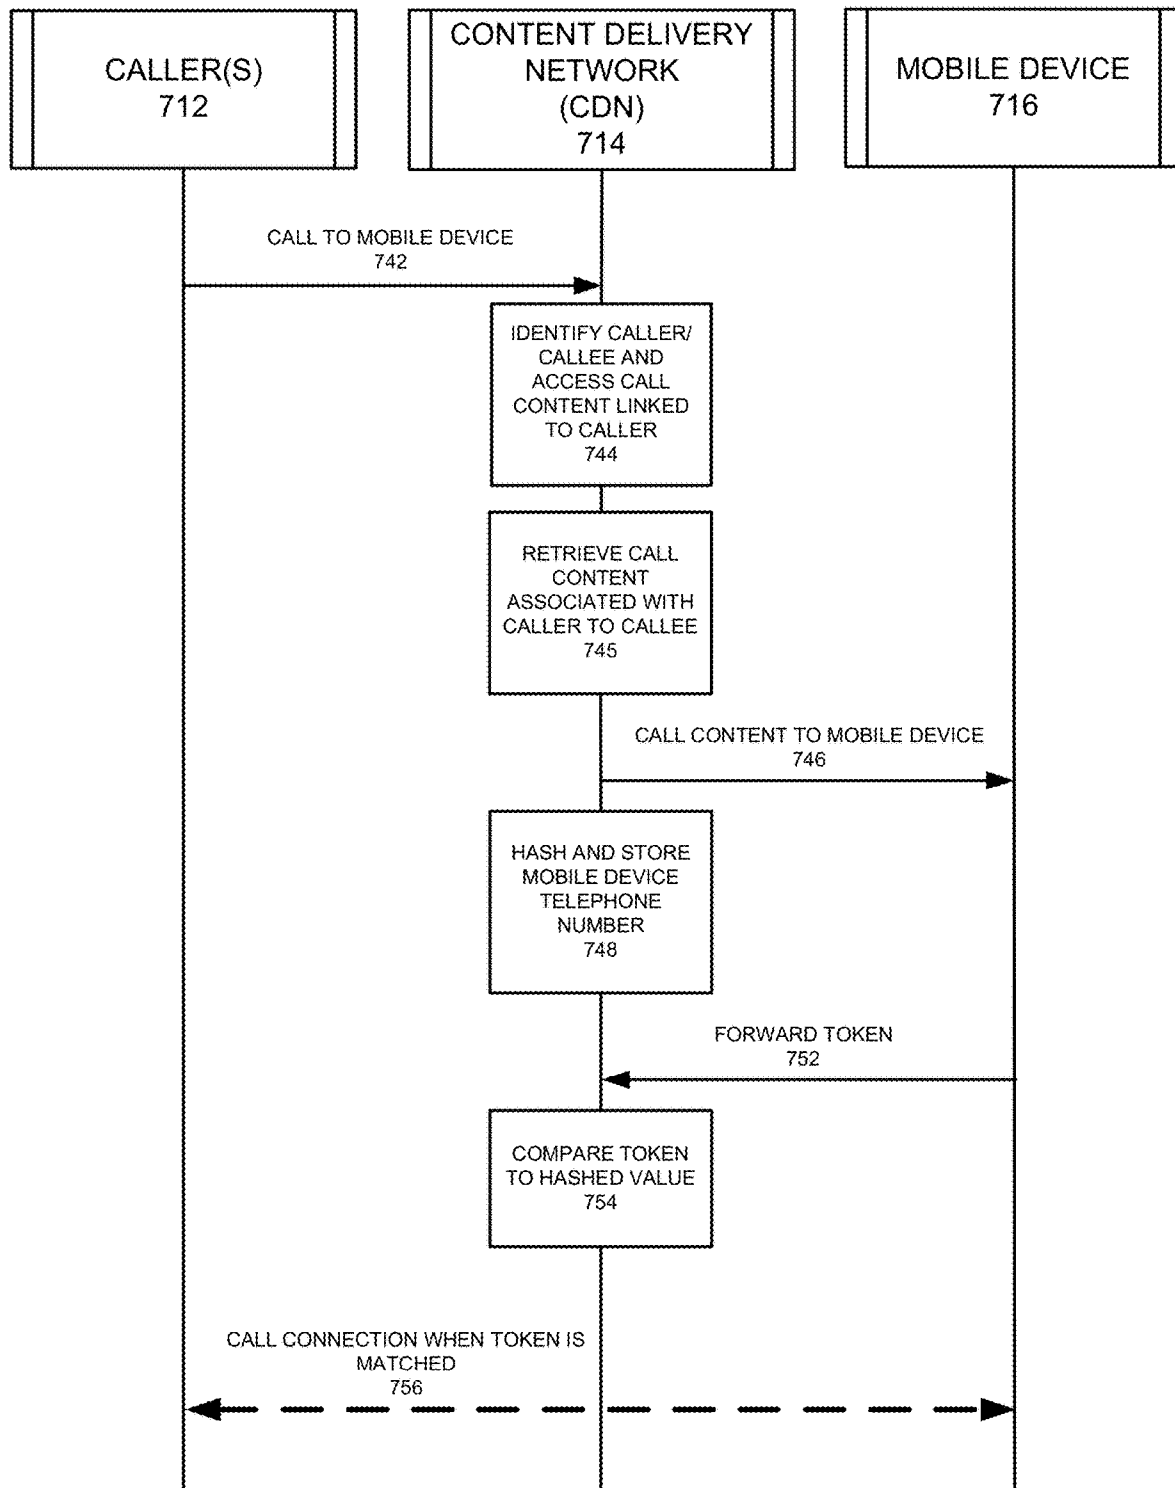 CALLER(S)
712
CONTENT DELIVERY
NETWORK
(CDN)
714
MOBILE DEVICE
716
CALL TO MOBILE DEVICE
742
IDENTIFY CALLER/
CALLEE AND
ACCESS CALL
CONTENT LINKED
TO CALLER
744
RETRIEVE CALL
CONTENT
ASSOCIATED WITH
CALLER TO CALLEE
745
CALL CONTENT TO MOBILE DEVICE
746
HASH AND STORE
MOBILE DEVICE
TELEPHONE
NUMBER
748
FORWARD TOKEN
752
COMPARE TOKEN
TO HASHED VALUE
754
CALL CONNECTION WHEN TOKEN IS
MATCHED
756